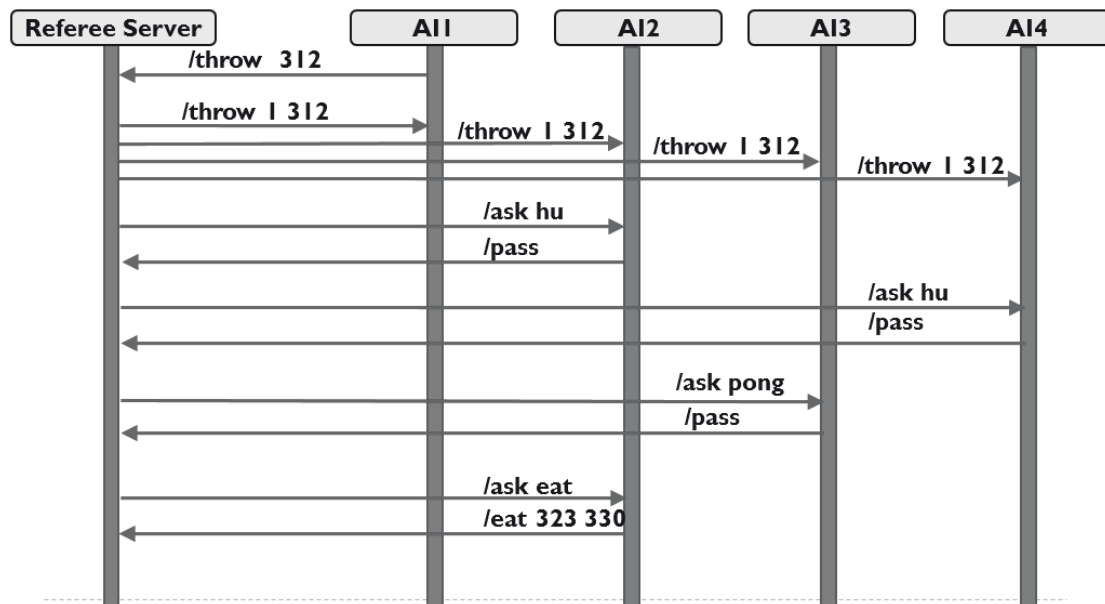 Referee Server AI1 AI2 AI3 AI4
/throw 312
/throw 1 312
/throw 1 312
/throw 1 312
/throw 1 312
/ask hu
/pass
/ask hu
/pass
/ask pong
/pass
/ask eat
/eat 323 330